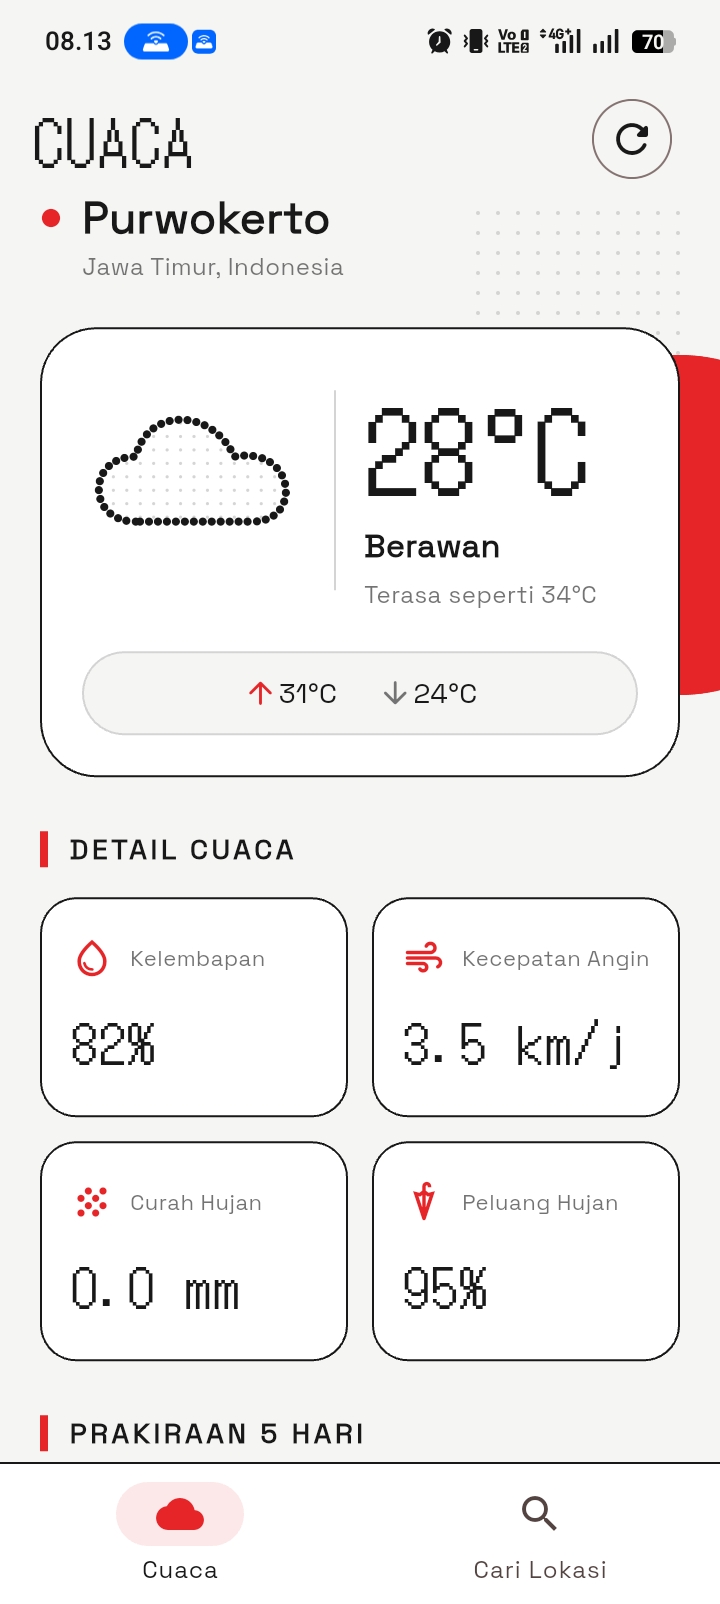 08.13
Vo LTE2
4G+
70
CUACA
Purwokerto
Jawa Timur, Indonesia
28°C
Berawan
Terasa seperti 34°C
31°C 24°C
DETAIL CUACA
Kelembapan
82%
Kecepatan Angin
3.5 km/j
Curah Hujan
0.0 mm
Peluang Hujan
95%
PRAKIRAAN 5 HARI
Cuaca
Cari Lokasi